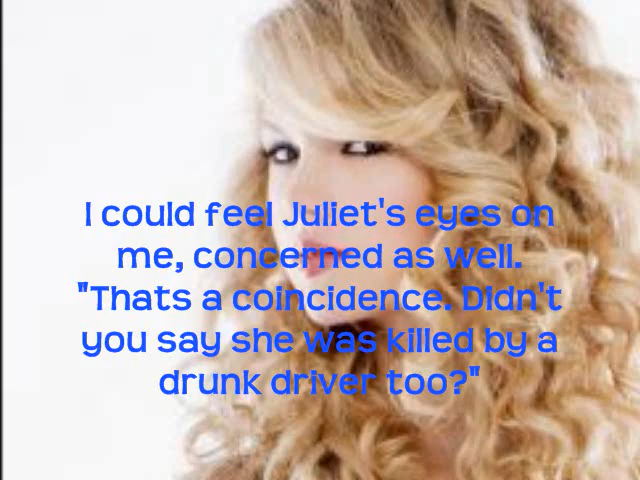 I could feel Juliet's eyes on
me, concerned as well.
"Thats a coincidence. Didn't
you say she was killed by a
drunk driver too?"